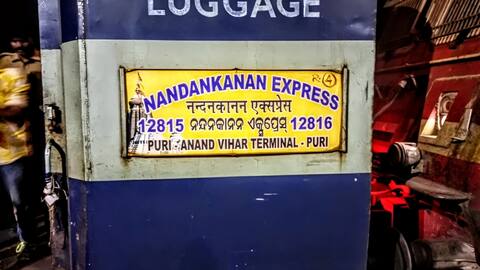 LUGGAGE
NANDANKANAN EXPRESS
नन्दनकानन एक्सप्रेस
12815 ନନ୍ଦନକାନନ ଏକ୍ସପ୍ରେସ୍ 12816
PURI - ANAND VIHAR TERMINAL - PURI